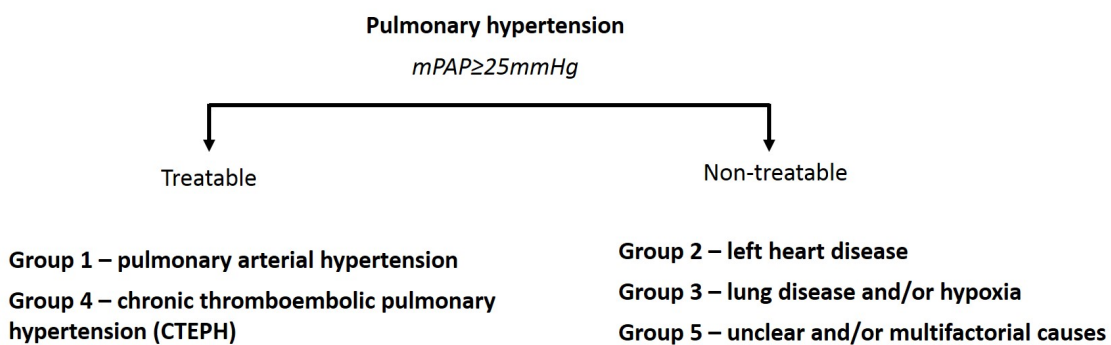 Pulmonary hypertension
mPAP≥25mmHg
Treatable
Non-treatable
Group 1 – pulmonary arterial hypertension
Group 4 – chronic thromboembolic pulmonary
hypertension (CTEPH)
Group 2 – left heart disease
Group 3 – lung disease and/or hypoxia
Group 5 – unclear and/or multifactorial causes